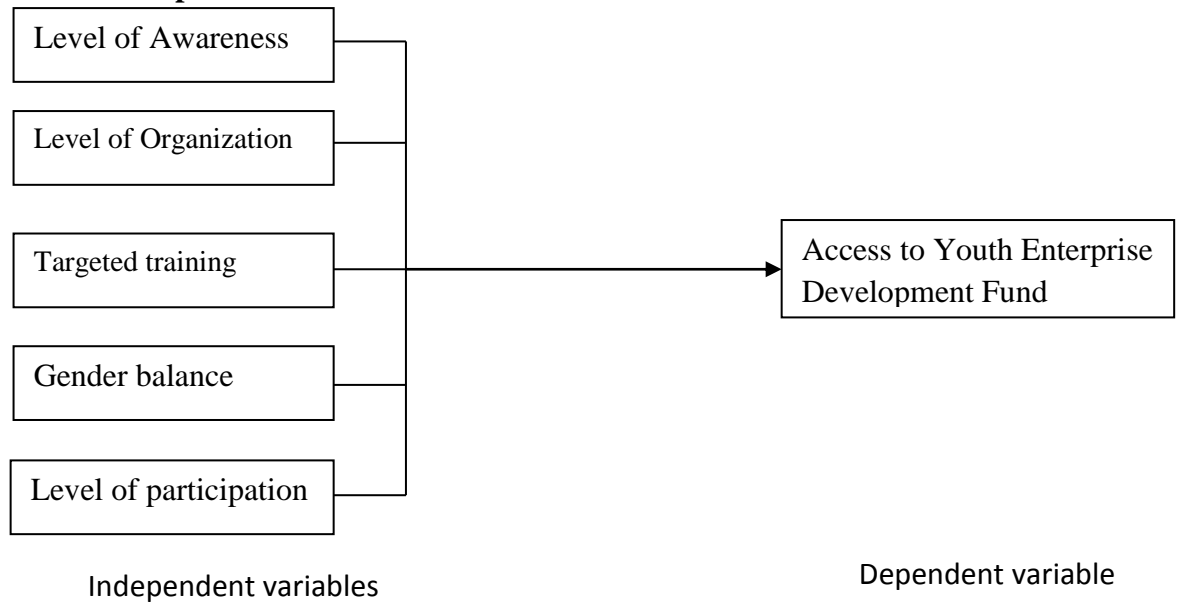 Level of Awareness
Level of Organization
Targeted training
Gender balance
Level of participation
Access to Youth Enterprise
Development Fund
Independent variables
Dependent variable